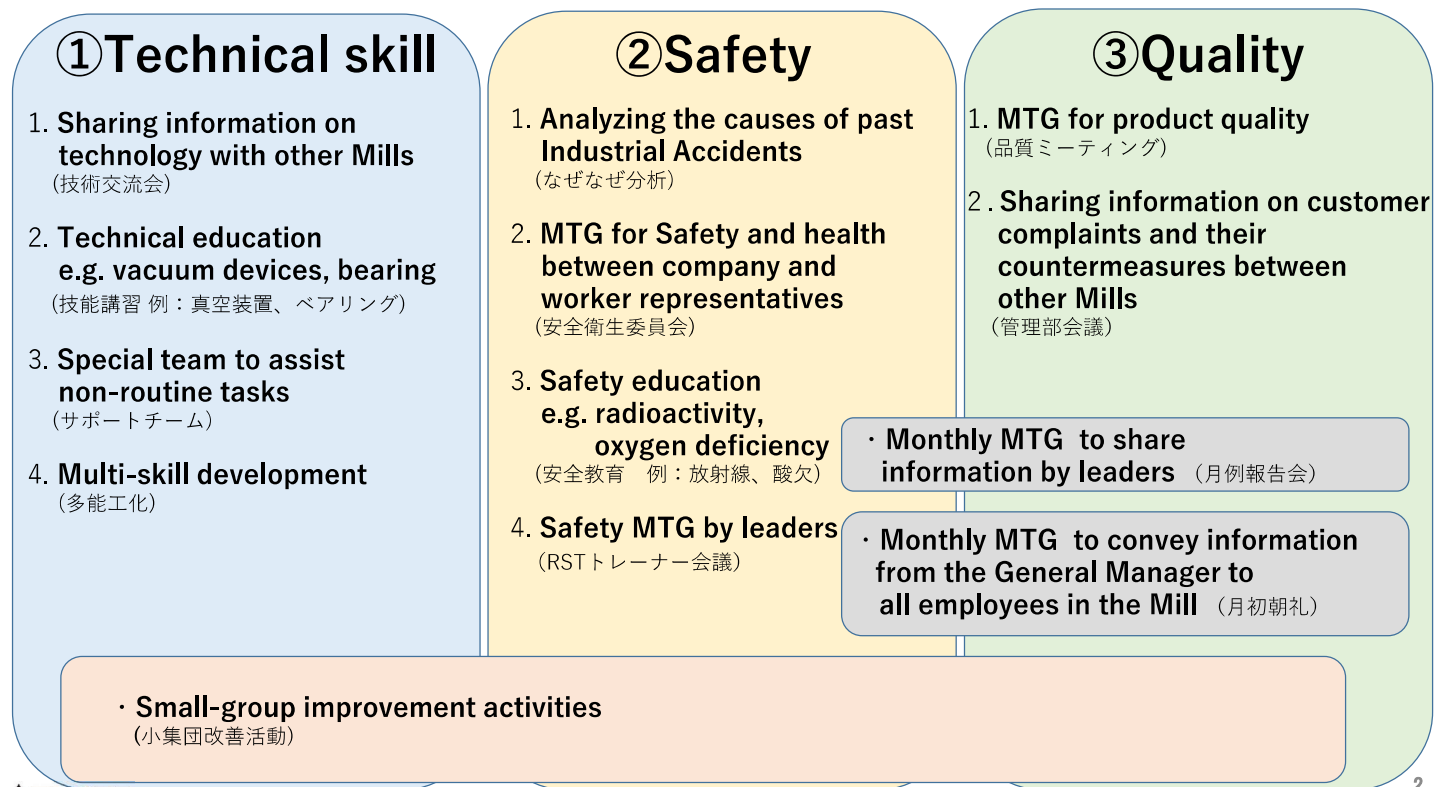 ①Technical skill
1. Sharing information on
technology with other Mills
(技術交流会)
2. Technical education
e.g. vacuum devices, bearing
(技能講習 例：真空装置、ベアリング)
3. Special team to assist
non-routine tasks
(サポートチーム)
4. Multi-skill development
(多能工化)
②Safety
1. Analyzing the causes of past
Industrial Accidents
(なぜなぜ分析)
2. MTG for Safety and health
between company and
worker representatives
(安全衛生委員会)
3. Safety education
e.g. radioactivity,
oxygen deficiency
(安全教育　例：放射線、酸欠)
4. Safety MTG by leaders
(RSTトレーナー会議)
③Quality
1. MTG for product quality
(品質ミーティング)
2. Sharing information on customer
complaints and their
countermeasures between
other Mills
(管理部会議)
・Monthly MTG to share
information by leaders （月例報告会）
・Monthly MTG to convey information
from the General Manager to
all employees in the Mill （月初朝礼）
・Small-group improvement activities
(小集団改善活動)
2